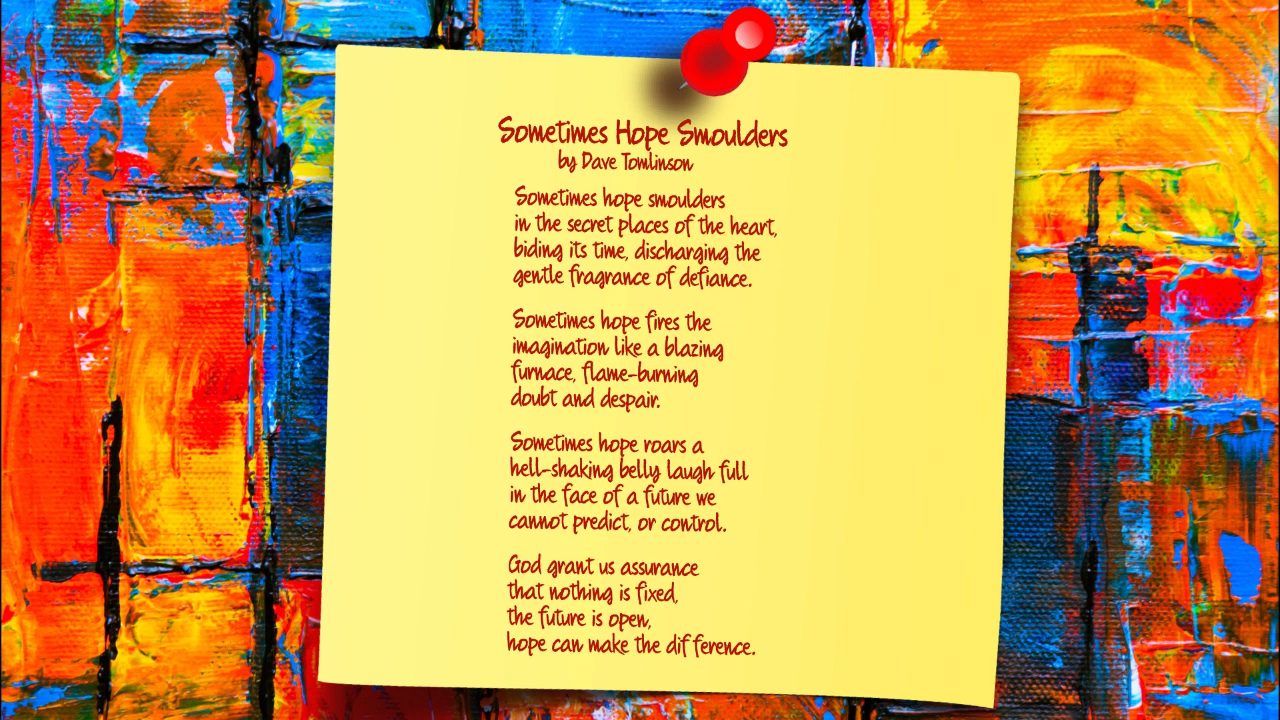 Sometimes Hope Smoulders
by Dave Tomlinson
Sometimes hope smoulders
in the secret places of the heart,
biding its time, discharging the
gentle fragrance of defiance.
Sometimes hope fires the
imagination like a blazing
furnace, flame-burning
doubt and despair.
Sometimes hope roars a
hell-shaking belly laugh full
in the face of a future we
cannot predict, or control.
God grant us assurance
that nothing is fixed,
the future is open,
hope can make the difference.